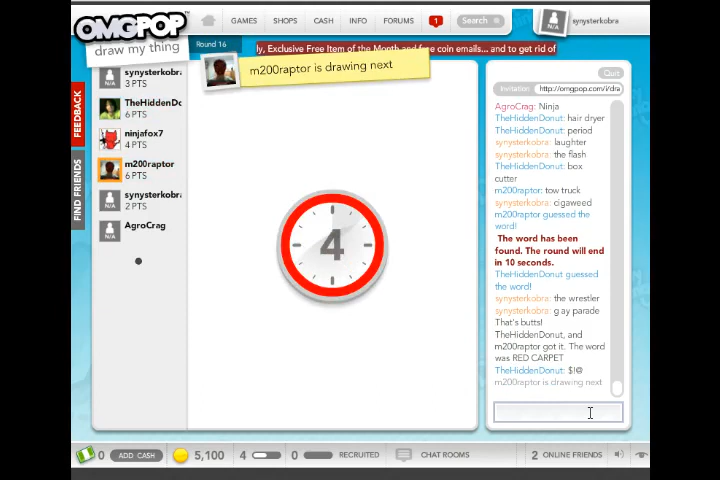 OMGPOP
draw my thing
GAMES
SHOPS
CASH
INFO
FORUMS
1
Search
N/A
synysterkobra
Round 16
ly, Exclusive Free Item of the Month and free coin emails... and to get rid of
m200raptor is drawing next
FEEDBACK
FIND FRIENDS
N/A
synysterkobra
3 PTS
TheHiddenDo
6 PTS
ninjafox7
4 PTS
m200raptor
6 PTS
N/A
synysterkobra
2 PTS
N/A
AgroCrag
4
Quit
Invitation
http://omgpop.com/i/dra
AgroCrag: Ninja
TheHiddenDonut: hair dryer
TheHiddenDonut: period
synysterkobra: laughter
synysterkobra: the flash
TheHiddenDonut: box
cutter
m200raptor: tow truck
synysterkobra: cigaweed
m200raptor guessed the
word!
The word has been
found. The round will end
in 10 seconds.
TheHiddenDonut guessed
the word!
synysterkobra: the wrestler
synysterkobra: g ay parade
That's butts!
TheHiddenDonut, and
m200raptor got it. The word
was RED CARPET
TheHiddenDonut: $!@
m200raptor is drawing next
0
ADD CASH
5,100
4
0
RECRUITED
CHAT ROOMS
2 ONLINE FRIENDS